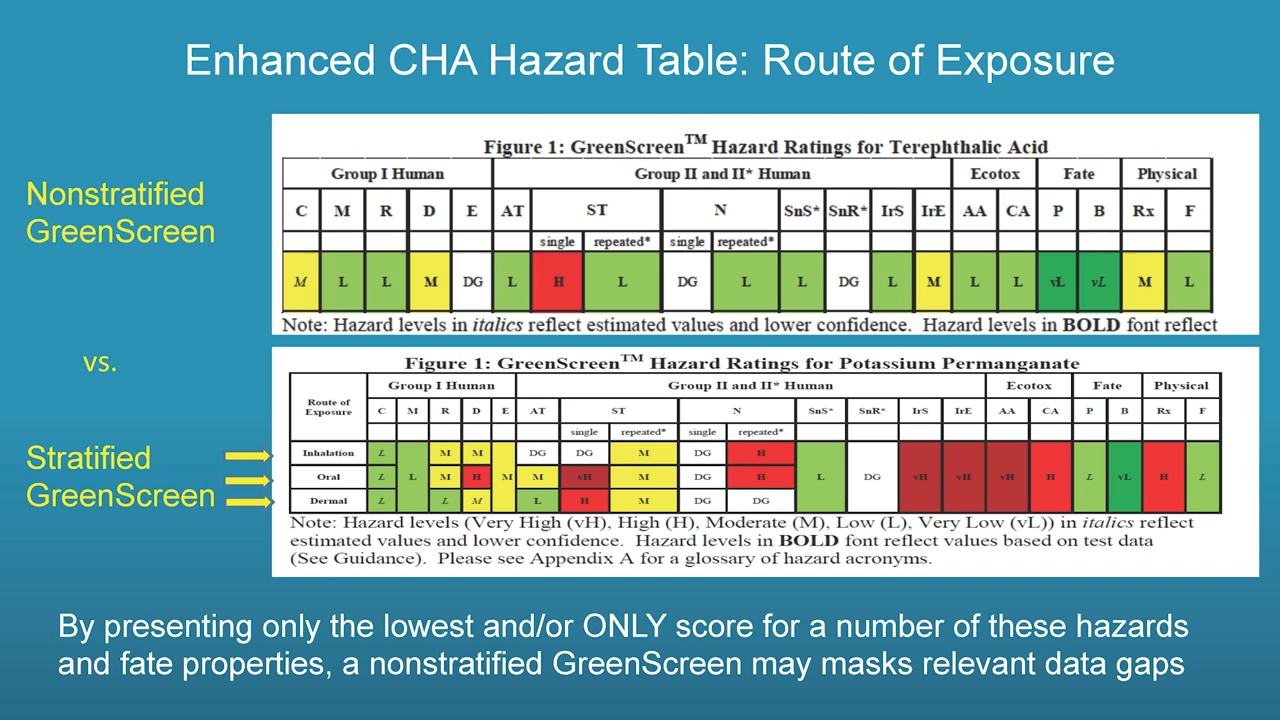 Enhanced CHA Hazard Table: Route of Exposure
Nonstratified
GreenScreen
Figure 1: GreenScreen™ Hazard Ratings for Terephthalic Acid
Group I Human Group II and II* Human Ecotox Fate Physical
C M R D E AT ST N SnS* SnR* IrS IrE AA CA P B Rx F
single repeated* single repeated*
M L L M DG L H L DG L L DG L M L L vL vL M L
Note: Hazard levels in italics reflect estimated values and lower confidence. Hazard levels in BOLD font reflect
vs.
Stratified
GreenScreen
Figure 1: GreenScreen™ Hazard Ratings for Potassium Permanganate
Route of Exposure Group I Human Group II and II* Human Ecotox Fate Physical
C M R D E AT ST N SnS* SnR* IrS IrE AA CA P B Rx F
single repeated* single repeated*
Inhalation L M M DG DG M DG H
Oral L L M H M M vH M DG H L DG vH vH vH H L vL H L
Dermal L L M L H M DG DG
Note: Hazard levels (Very High (vH), High (H), Moderate (M), Low (L), Very Low (vL)) in italics reflect
estimated values and lower confidence. Hazard levels in BOLD font reflect values based on test data
(See Guidance). Please see Appendix A for a glossary of hazard acronyms.
By presenting only the lowest and/or ONLY score for a number of these hazards
and fate properties, a nonstratified GreenScreen may masks relevant data gaps